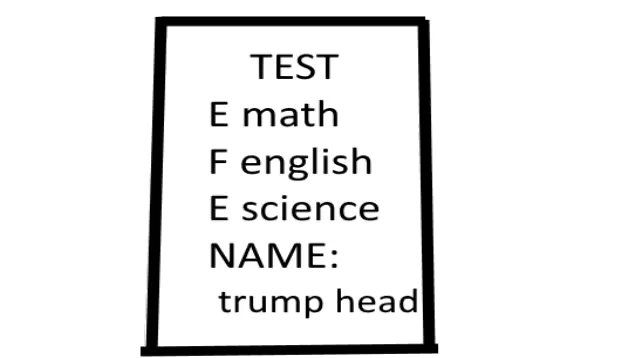 TEST
E math
F english
E science
NAME:
trump head